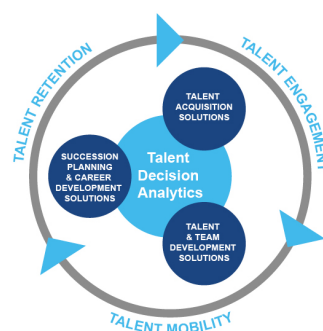 TALENT RETENTION
TALENT ENGAGEMENT
TALENT
ACQUISITION
SOLUTIONS
SUCCESSION
PLANNING
& CAREER
DEVELOPMENT
SOLUTIONS
Talent
Decision
Analytics
TALENT
& TEAM
DEVELOPMENT
SOLUTIONS
TALENT MOBILITY